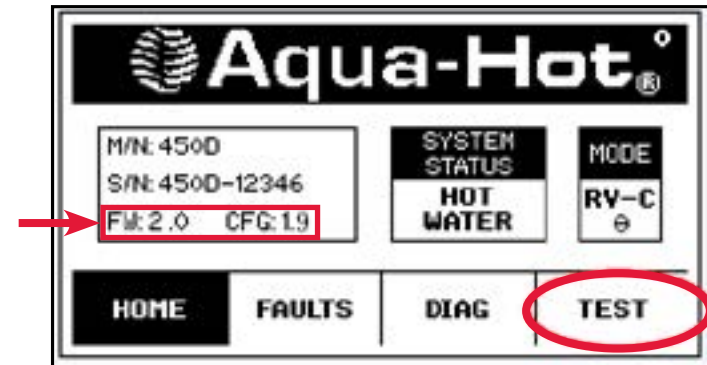 Aqua-Hot®
M/N: 450D
S/N: 450D-12346
FW: 2.0 CFG: 1.9
SYSTEM
STATUS
HOT
WATER
MODE
RV-C
HOME FAULTS DIAG TEST